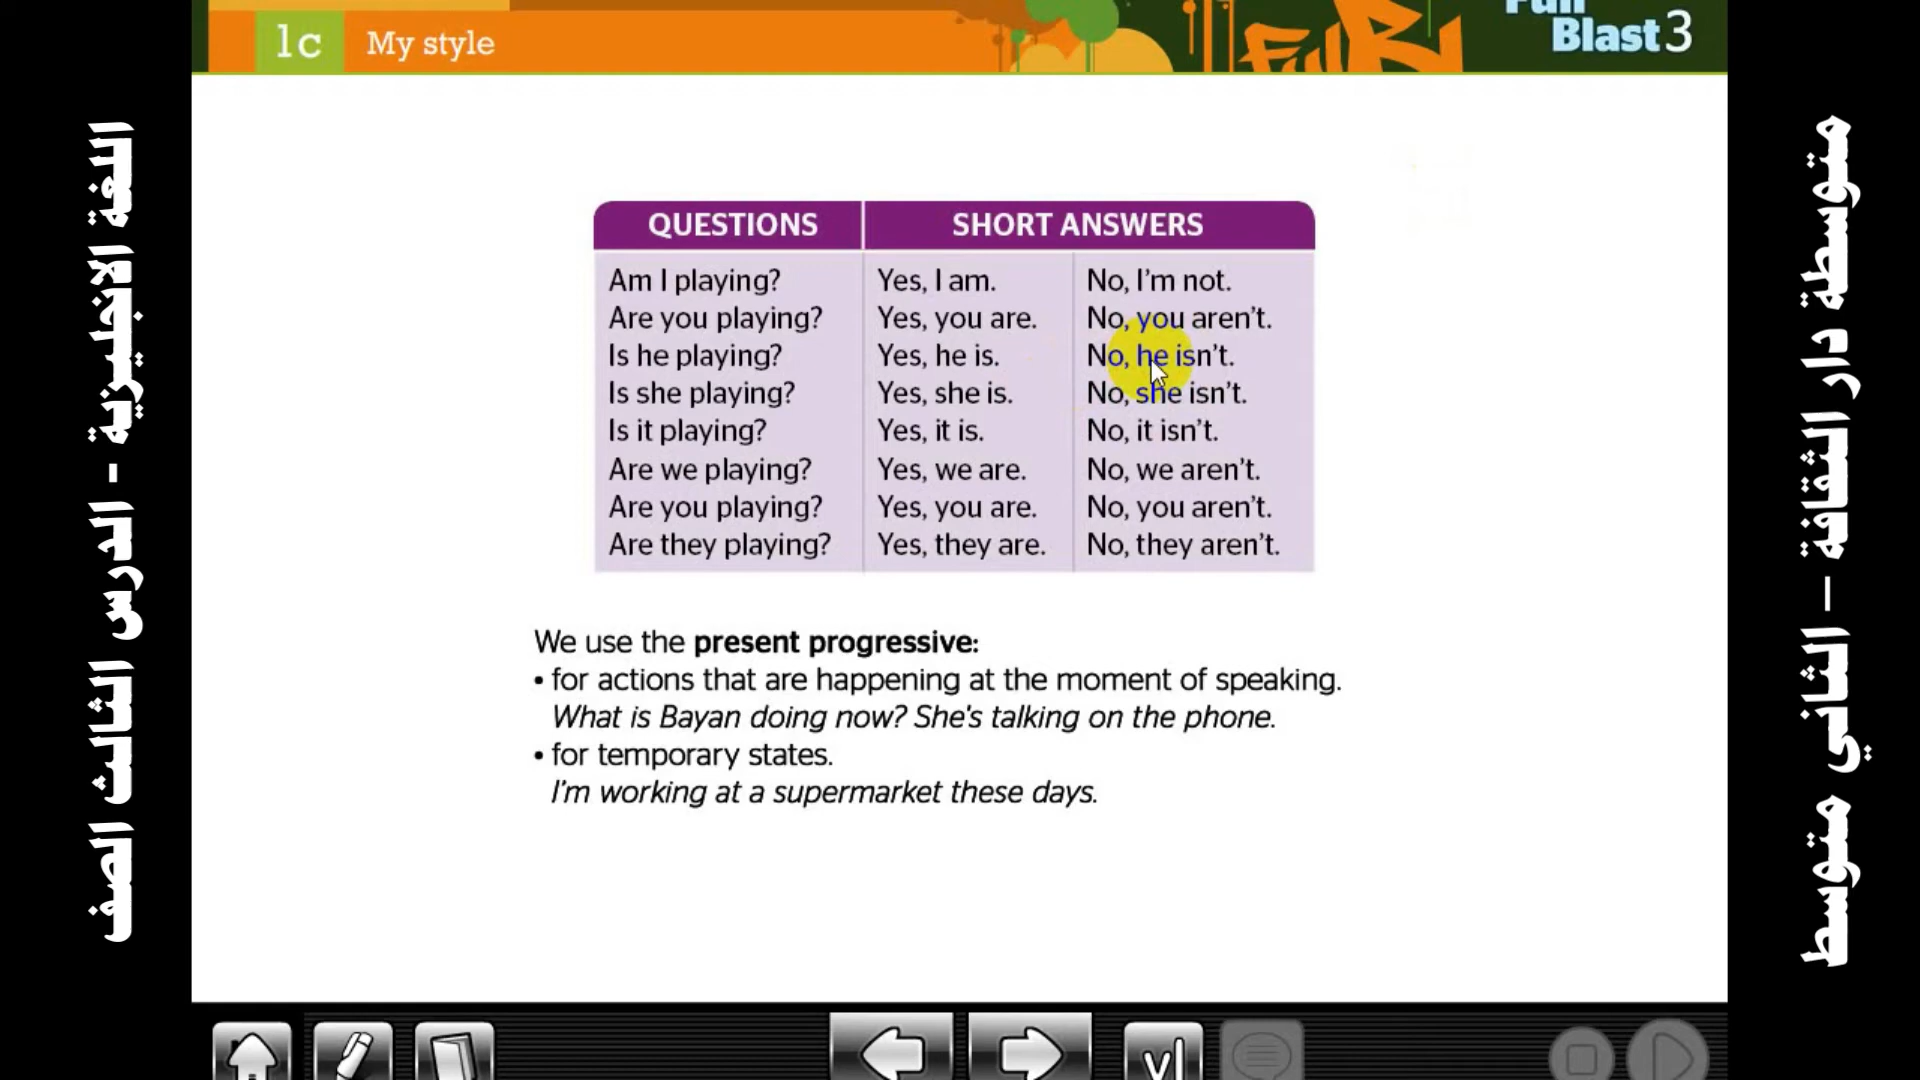 1c My style
Full
Blast 3
QUESTIONS SHORT ANSWERS
Am I playing? Yes, I am. No, I'm not.
Are you playing? Yes, you are. No, you aren't.
Is he playing? Yes, he is. No, he isn't.
Is she playing? Yes, she is. No, she isn't.
Is it playing? Yes, it is. No, it isn't.
Are we playing? Yes, we are. No, we aren't.
Are you playing? Yes, you are. No, you aren't.
Are they playing? Yes, they are. No, they aren't.
We use the present progressive:
• for actions that are happening at the moment of speaking.
What is Bayan doing now? She's talking on the phone.
• for temporary states.
I'm working at a supermarket these days.
اللغة الانجليزية - الدرس الثالث الصف
متوسطة دار الثقافة – الثاني متوسط